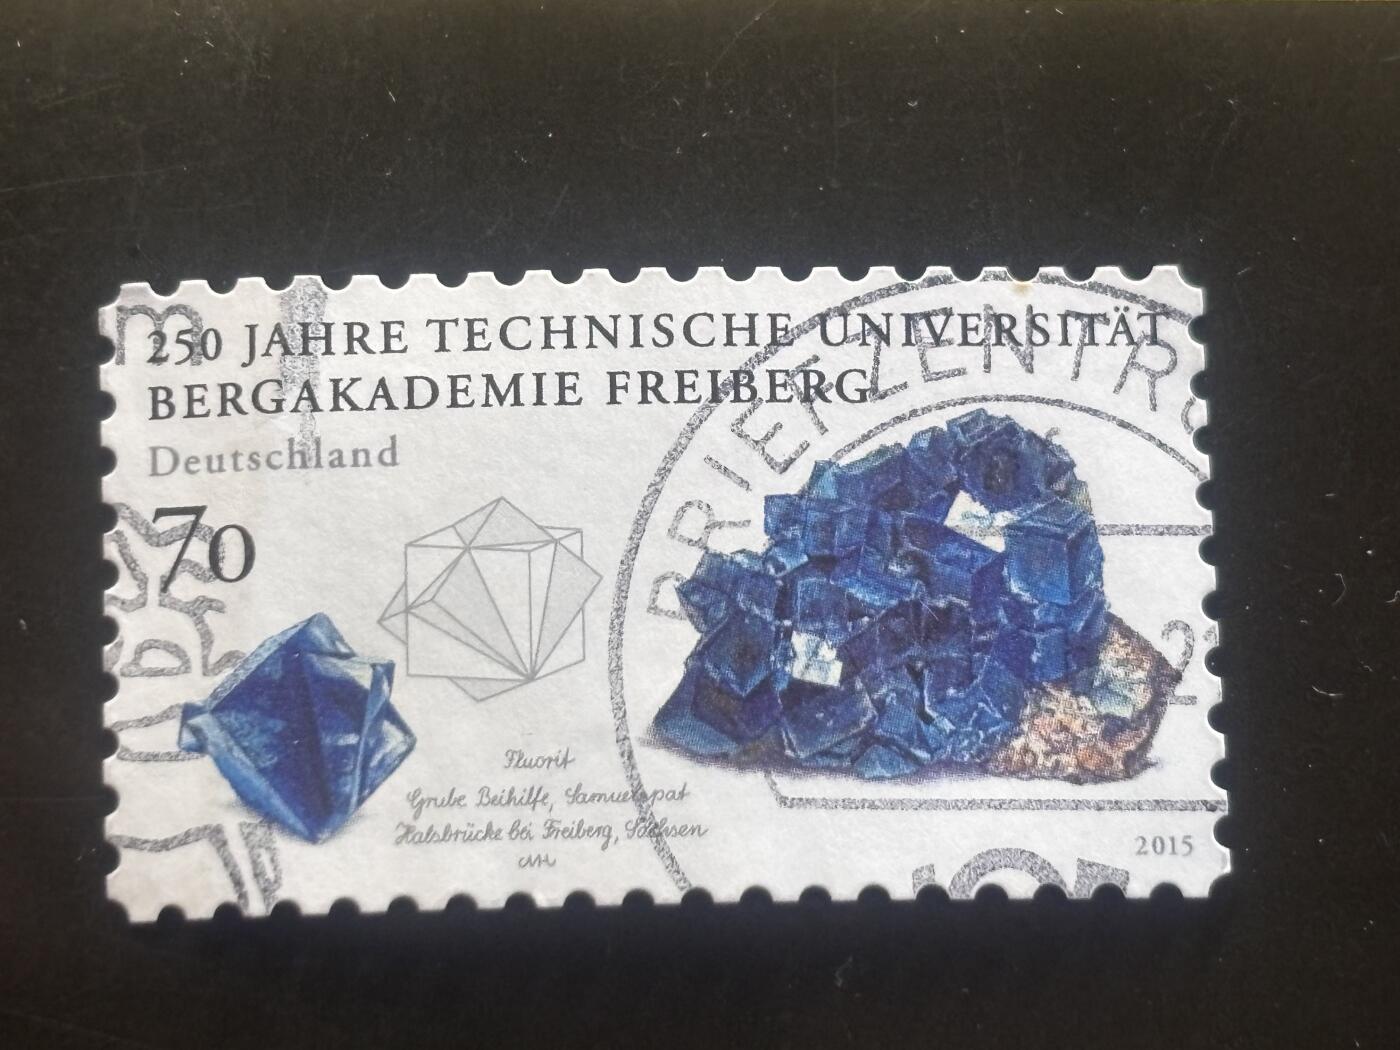 250 JAHRE TECHNISCHE UNIVERSITÄT
BERGAKADEMIE FREIBERG
Deutschland
70
BRIEFZENTR
Fluorit
Grube Beihilfe, Samuelspat
Halsbrücke bei Freiberg, Sachsen
2015